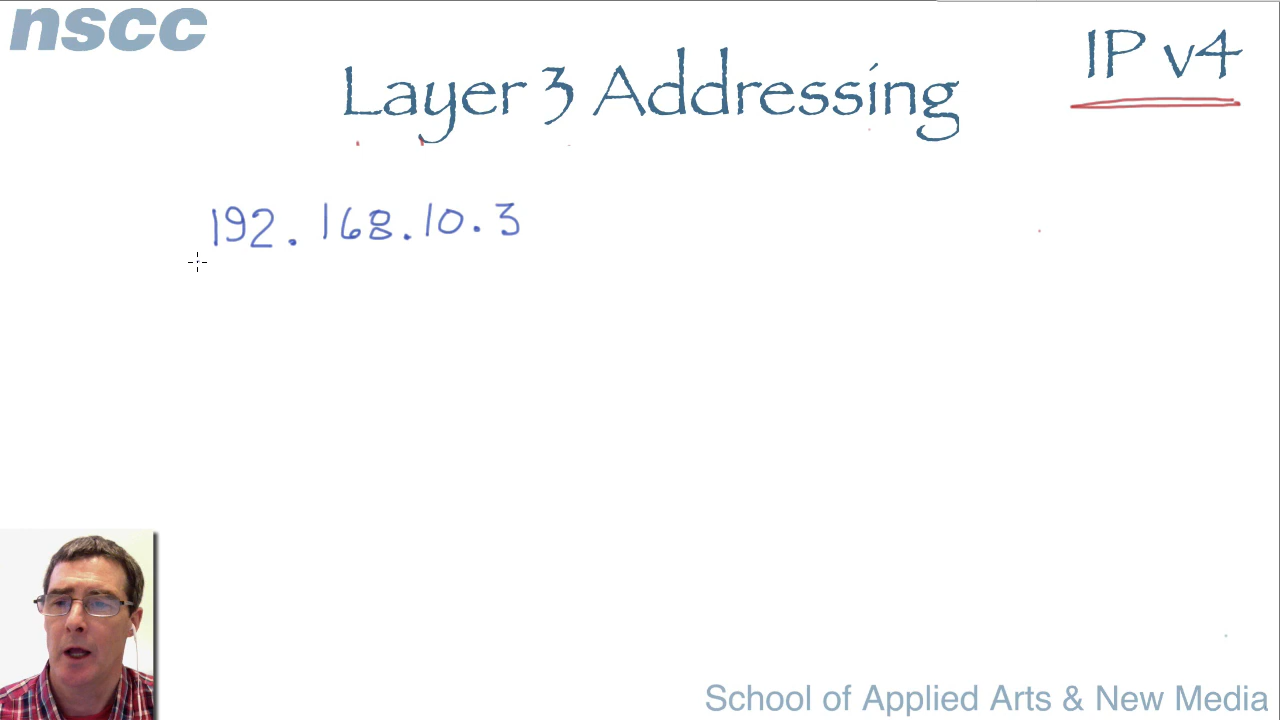 nscc
IP v4
Layer 3 Addressing
192.168.10.3
School of Applied Arts & New Media